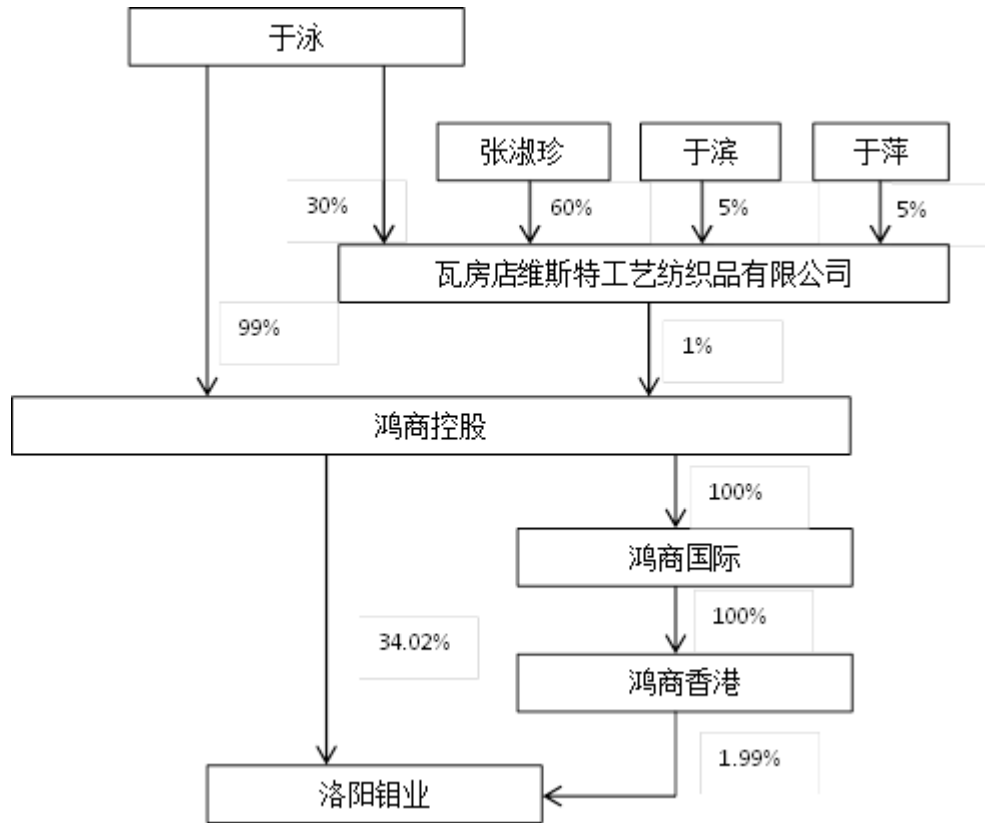 于泳
张淑珍
于滨
于萍
30%
60%
5%
5%
瓦房店维斯特工艺纺织品有限公司
99%
1%
鸿商控股
100%
鸿商国际
100%
34.02%
鸿商香港
1.99%
洛阳钼业